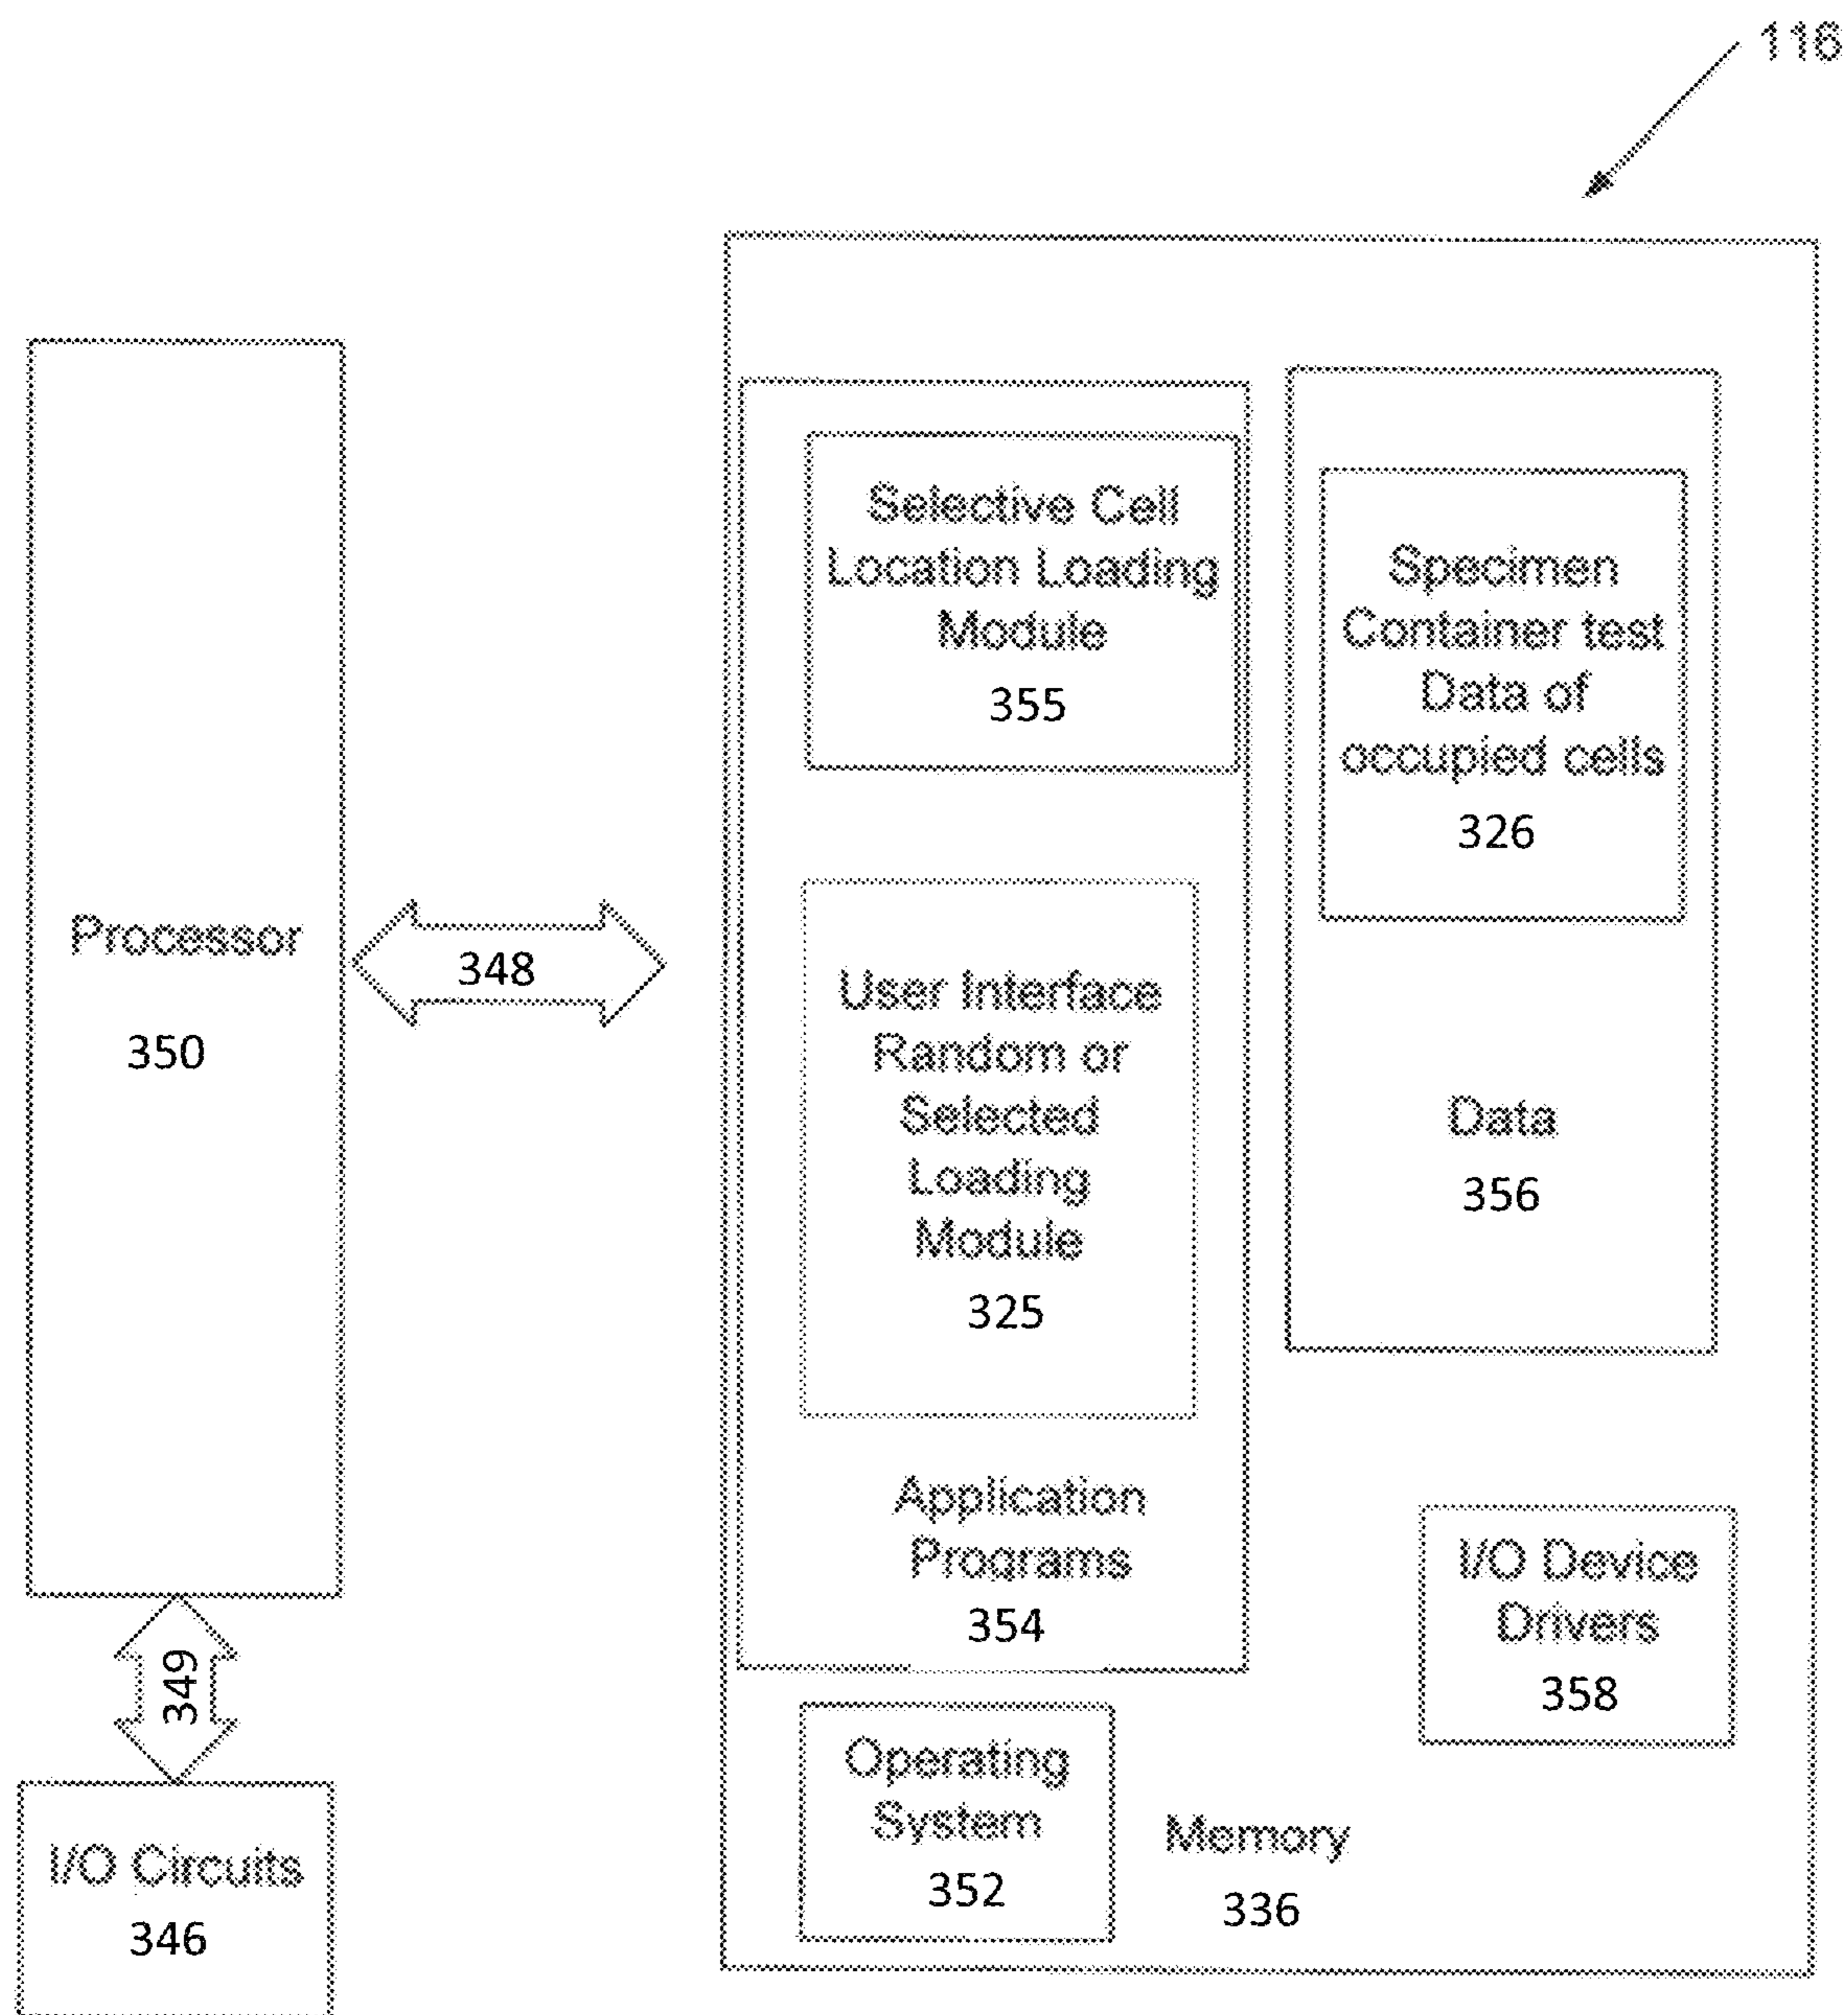 116
Processor
350
348
349
I/O Circuits
346
Selective Cell
Location Loading
Module
355
User Interface
Random or
Selected
Loading
Module
325
Application
Programs
354
Specimen
Container test
Data of
occupied cells
326
Data
356
I/O Device
Drivers
358
Operating
System
352
Memory
336